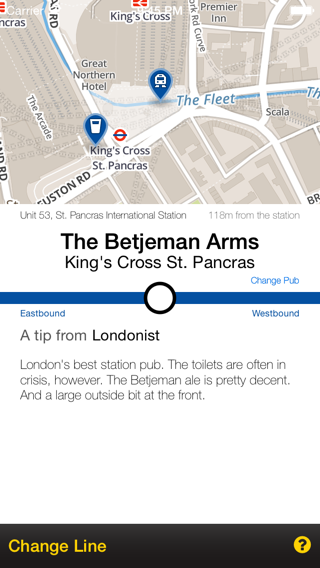 Carrier
King's Cross
Premier
Inn
Great
Northern
Hotel
The Fleet
Scala
The Arcade
King's Cross
St. Pancras
EUSTON RD
Unit 53, St. Pancras International Station
118m from the station
The Betjeman Arms
King's Cross St. Pancras
Change Pub
Eastbound
Westbound
A tip from Londonist
London's best station pub. The toilets are often in
crisis, however. The Betjeman ale is pretty decent.
And a large outside bit at the front.
Change Line
?